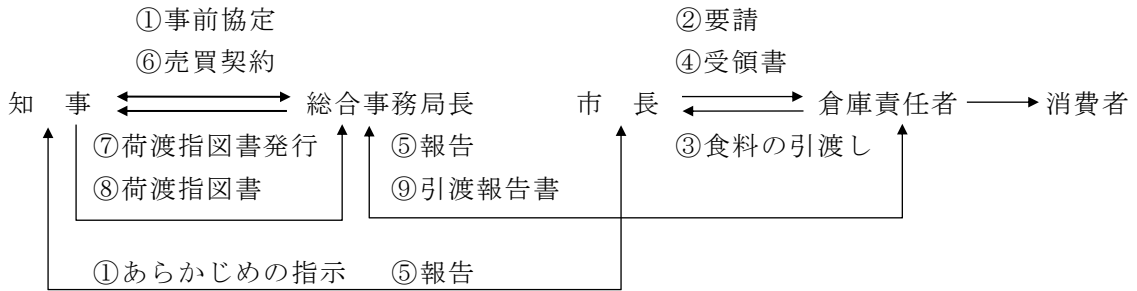 ①事前協定 ②要請
⑥売買契約 ④受領書
知 事 総合事務局長 市 長 倉庫責任者 消費者
⑦荷渡指図書発行 ⑤報告 ③食料の引渡し
⑧荷渡指図書 ⑨引渡報告書
①あらかじめの指示 ⑤報告